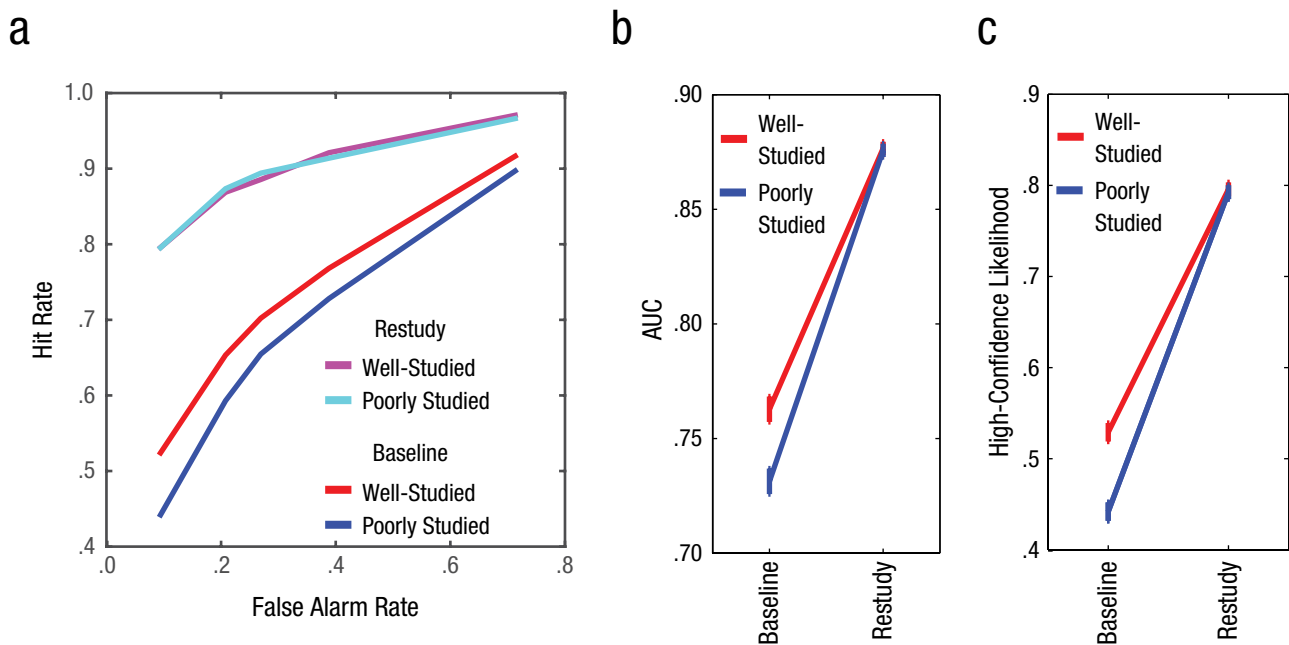 a
b
c
1.0
.9
.8
.7
.6
.5
.4
.0
.2
.4
.6
.8
Hit Rate
False Alarm Rate
Restudy
Well-Studied
Poorly Studied
Baseline
Well-Studied
Poorly Studied
.90
.85
.80
.75
.70
AUC
Well-
Studied
Poorly
Studied
Baseline
Restudy
.9
.8
.7
.6
.5
.4
High-Confidence Likelihood
Well-
Studied
Poorly
Studied
Baseline
Restudy